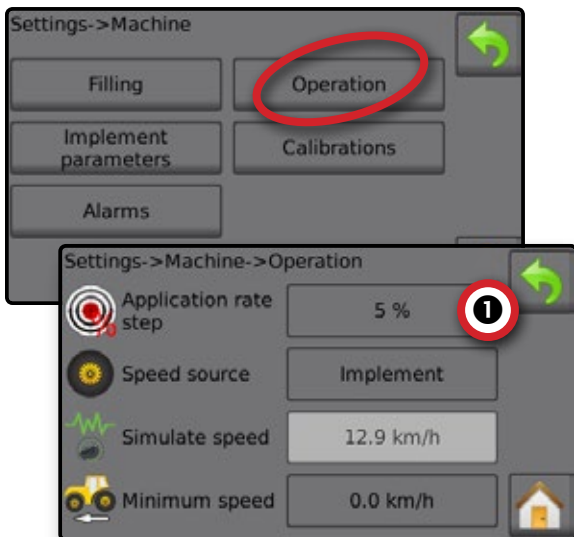 Settings->Machine
Filling
Operation
Implement
parameters
Calibrations
Alarms
Settings->Machine->Operation
Application rate
step
5 %
❶
Speed source
Implement
Simulate speed
12.9 km/h
Minimum speed
0.0 km/h